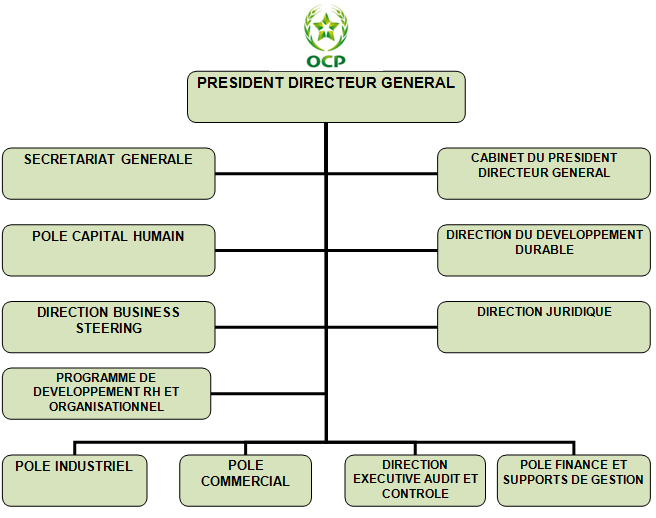 OCP
PRESIDENT DIRECTEUR GENERAL
SECRETARIAT GENERALE
CABINET DU PRESIDENT
DIRECTEUR GENERAL
POLE CAPITAL HUMAIN
DIRECTION DU DEVELOPPEMENT
DURABLE
DIRECTION BUSINESS
STEERING
DIRECTION JURIDIQUE
PROGRAMME DE
DEVELOPPEMENT RH ET
ORGANISATIONNEL
POLE INDUSTRIEL
POLE
COMMERCIAL
DIRECTION
EXECUTIVE AUDIT ET
CONTROLE
POLE FINANCE ET
SUPPORTS DE GESTION